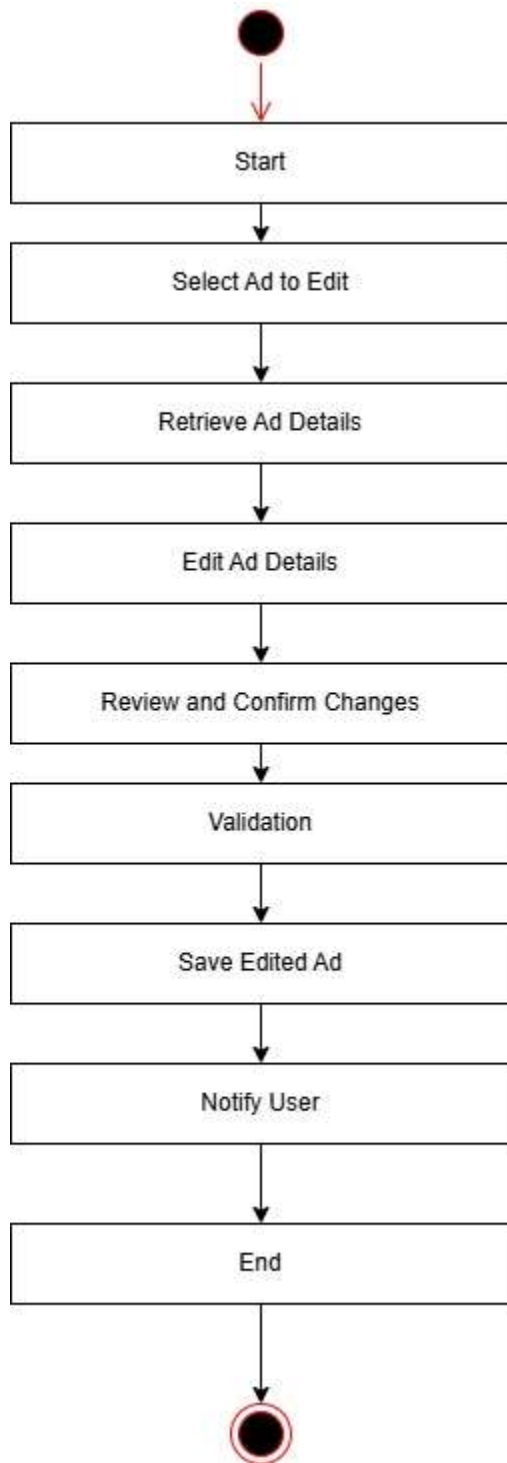 Start
Select Ad to Edit
Retrieve Ad Details
Edit Ad Details
Review and Confirm Changes
Validation
Save Edited Ad
Notify User
End